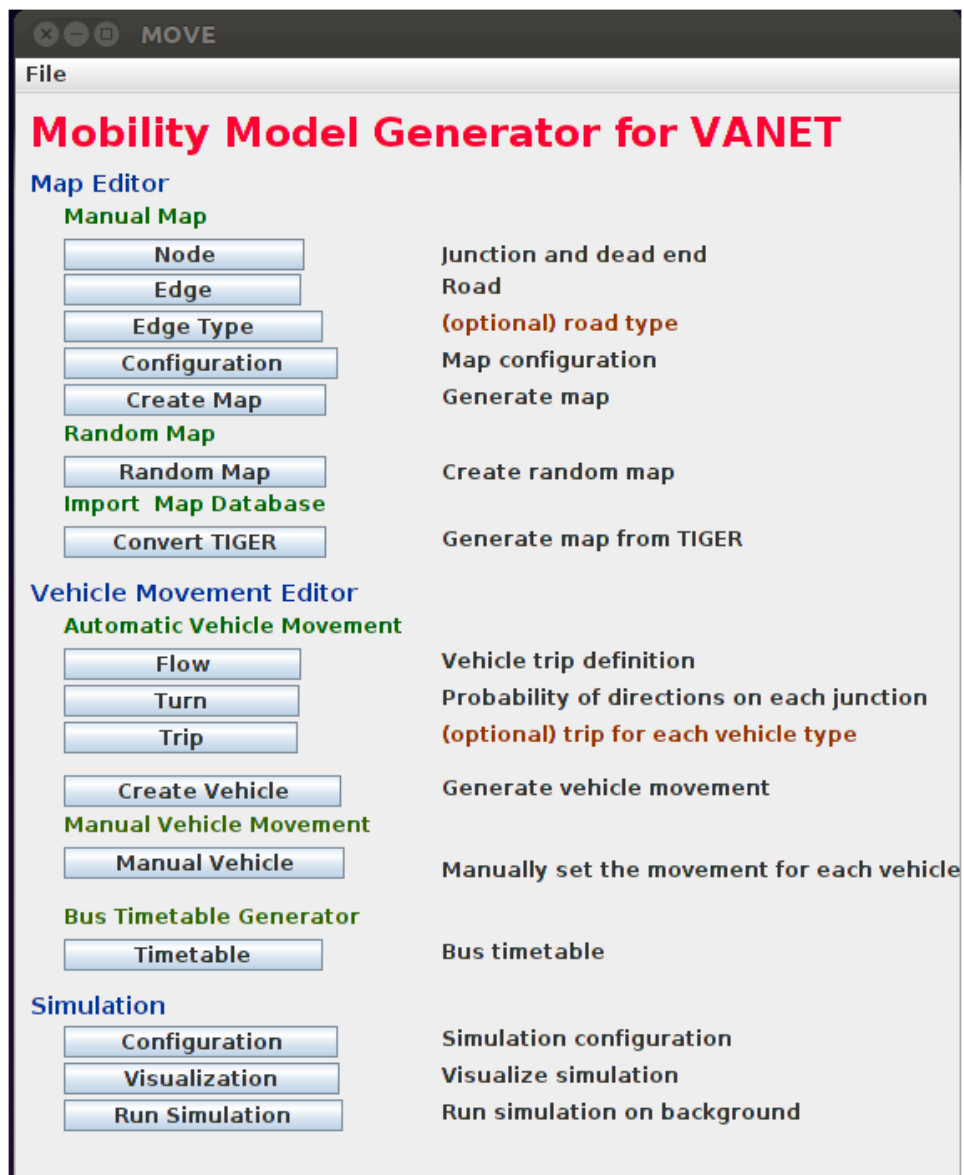 MOVE
File
Mobility Model Generator for VANET
Map Editor
Manual Map
Node Junction and dead end
Edge Road
Edge Type (optional) road type
Configuration Map configuration
Create Map Generate map
Random Map
Random Map Create random map
Import Map Database
Convert TIGER Generate map from TIGER
Vehicle Movement Editor
Automatic Vehicle Movement
Flow Vehicle trip definition
Turn Probability of directions on each junction
Trip (optional) trip for each vehicle type
Create Vehicle Generate vehicle movement
Manual Vehicle Movement
Manual Vehicle Manually set the movement for each vehicle
Bus Timetable Generator
Timetable Bus timetable
Simulation
Configuration Simulation configuration
Visualization Visualize simulation
Run Simulation Run simulation on background